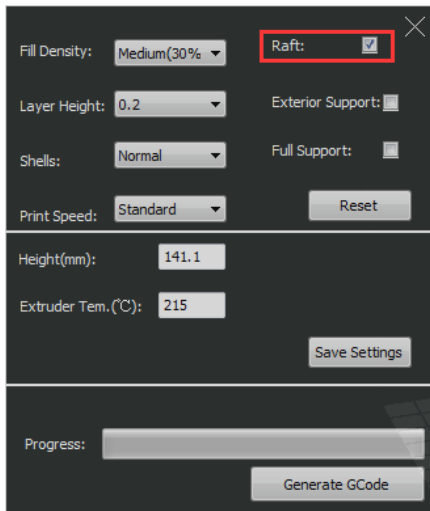 Fill Density: Medium(30% Raft:
Layer Height: 0.2 Exterior Support:
Shells: Normal Full Support:
Print Speed: Standard Reset
Height(mm): 141.1
Extruder Tem.(℃): 215
Save Settings
Progress:
Generate GCode